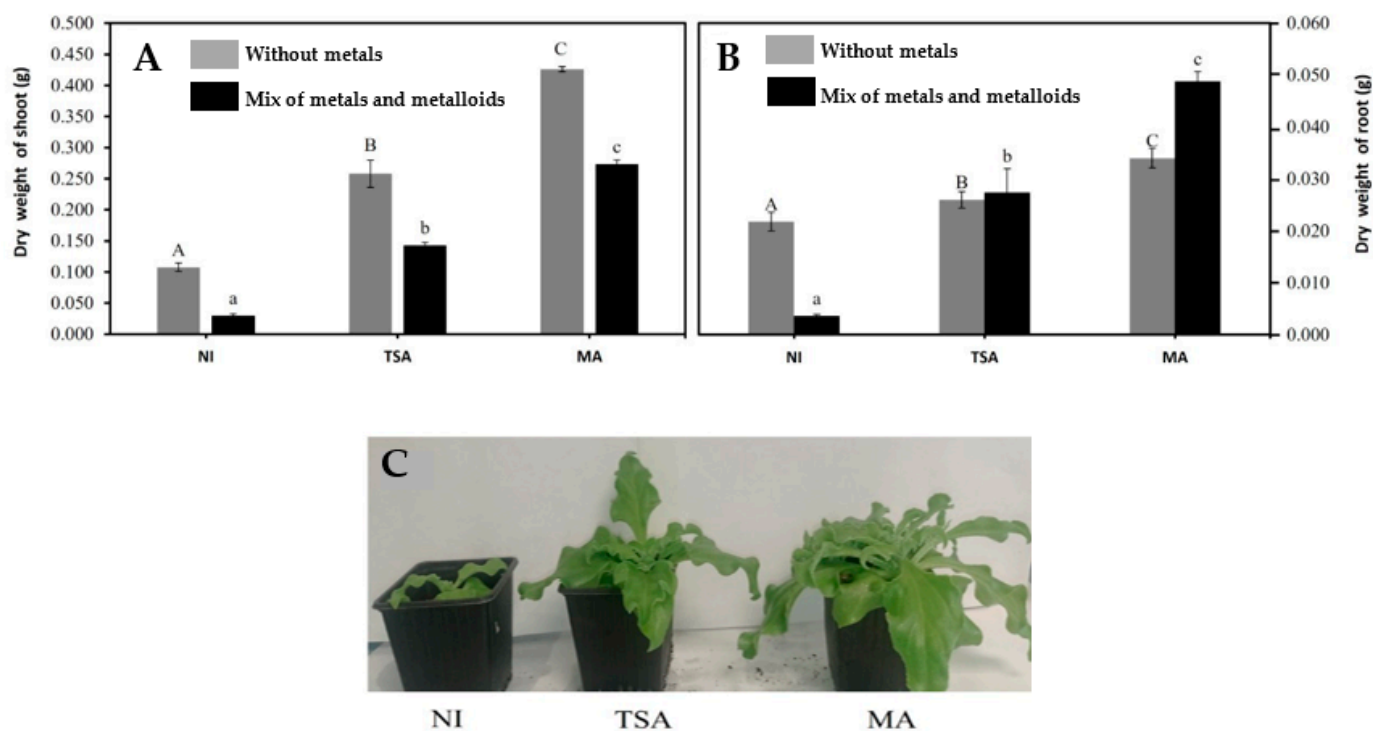 0.500
0.450
0.400
0.350
0.300
0.250
0.200
0.150
0.100
0.050
0.000
Dry weight of shoot (g)
A
Without metals
Mix of metals and metalloids
A
a
B
b
C
c
NI
TSA
MA
B
Without metals
Mix of metals and metalloids
A
a
B
b
C
c
NI
TSA
MA
0.060
0.050
0.040
0.030
0.020
0.010
0.000
Dry weight of root (g)
C
NI
TSA
MA